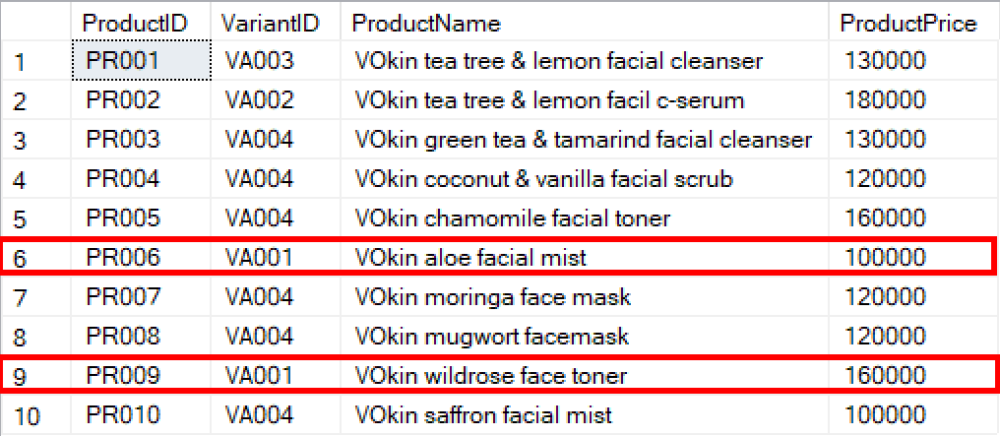 ProductID VariantID ProductName ProductPrice
1 PR001 VA003 VOkin tea tree & lemon facial cleanser 130000
2 PR002 VA002 VOkin tea tree & lemon facil c-serum 180000
3 PR003 VA004 VOkin green tea & tamarind facial cleanser 130000
4 PR004 VA004 VOkin coconut & vanilla facial scrub 120000
5 PR005 VA004 VOkin chamomile facial toner 160000
6 PR006 VA001 VOkin aloe facial mist 100000
7 PR007 VA004 VOkin moringa face mask 120000
8 PR008 VA004 VOkin mugwort facemask 120000
9 PR009 VA001 VOkin wildrose face toner 160000
10 PR010 VA004 VOkin saffron facial mist 100000